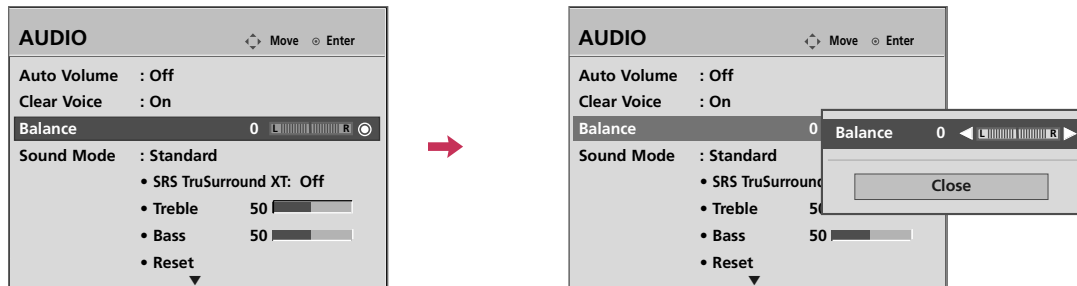 AUDIO Move Enter
Auto Volume : Off
Clear Voice : On
Balance 0 L R
Sound Mode : Standard
• SRS TruSurround XT: Off
• Treble 50
• Bass 50
• Reset
AUDIO Move Enter
Auto Volume : Off
Clear Voice : On
Balance 0
Sound Mode : Standard
• SRS TruSurround
• Treble 50
• Bass 50
• Reset
Balance 0 L R
Close